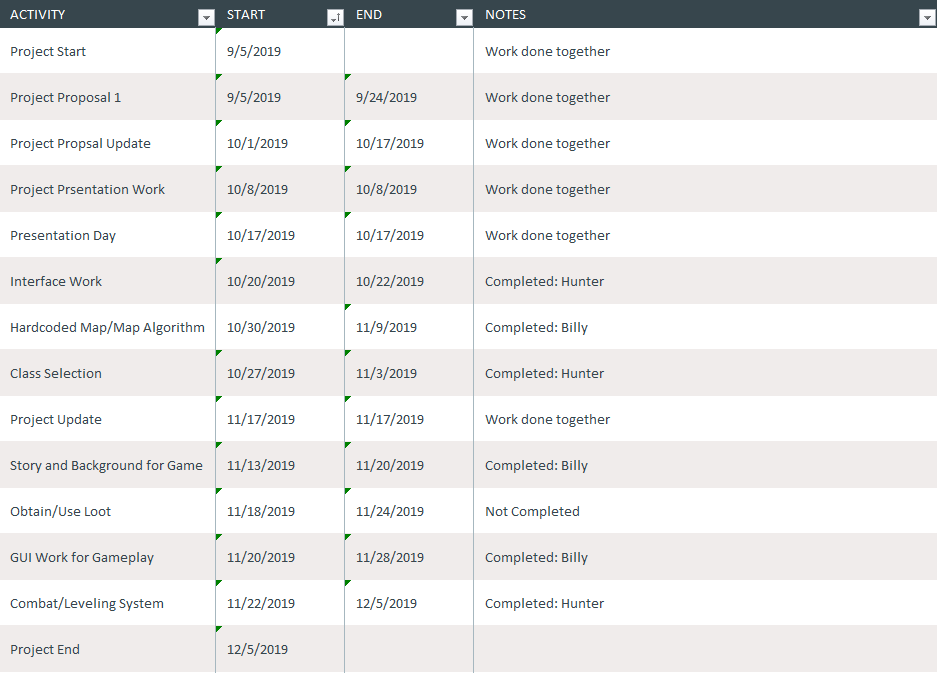 ACTIVITY START END NOTES
Project Start 9/5/2019 Work done together
Project Proposal 1 9/5/2019 9/24/2019 Work done together
Project Propsal Update 10/1/2019 10/17/2019 Work done together
Project Prsentation Work 10/8/2019 10/8/2019 Work done together
Presentation Day 10/17/2019 10/17/2019 Work done together
Interface Work 10/20/2019 10/22/2019 Completed: Hunter
Hardcoded Map/Map Algorithm 10/30/2019 11/9/2019 Completed: Billy
Class Selection 10/27/2019 11/3/2019 Completed: Hunter
Project Update 11/17/2019 11/17/2019 Work done together
Story and Background for Game 11/13/2019 11/20/2019 Completed: Billy
Obtain/Use Loot 11/18/2019 11/24/2019 Not Completed
GUI Work for Gameplay 11/20/2019 11/28/2019 Completed: Billy
Combat/Leveling System 11/22/2019 12/5/2019 Completed: Hunter
Project End 12/5/2019